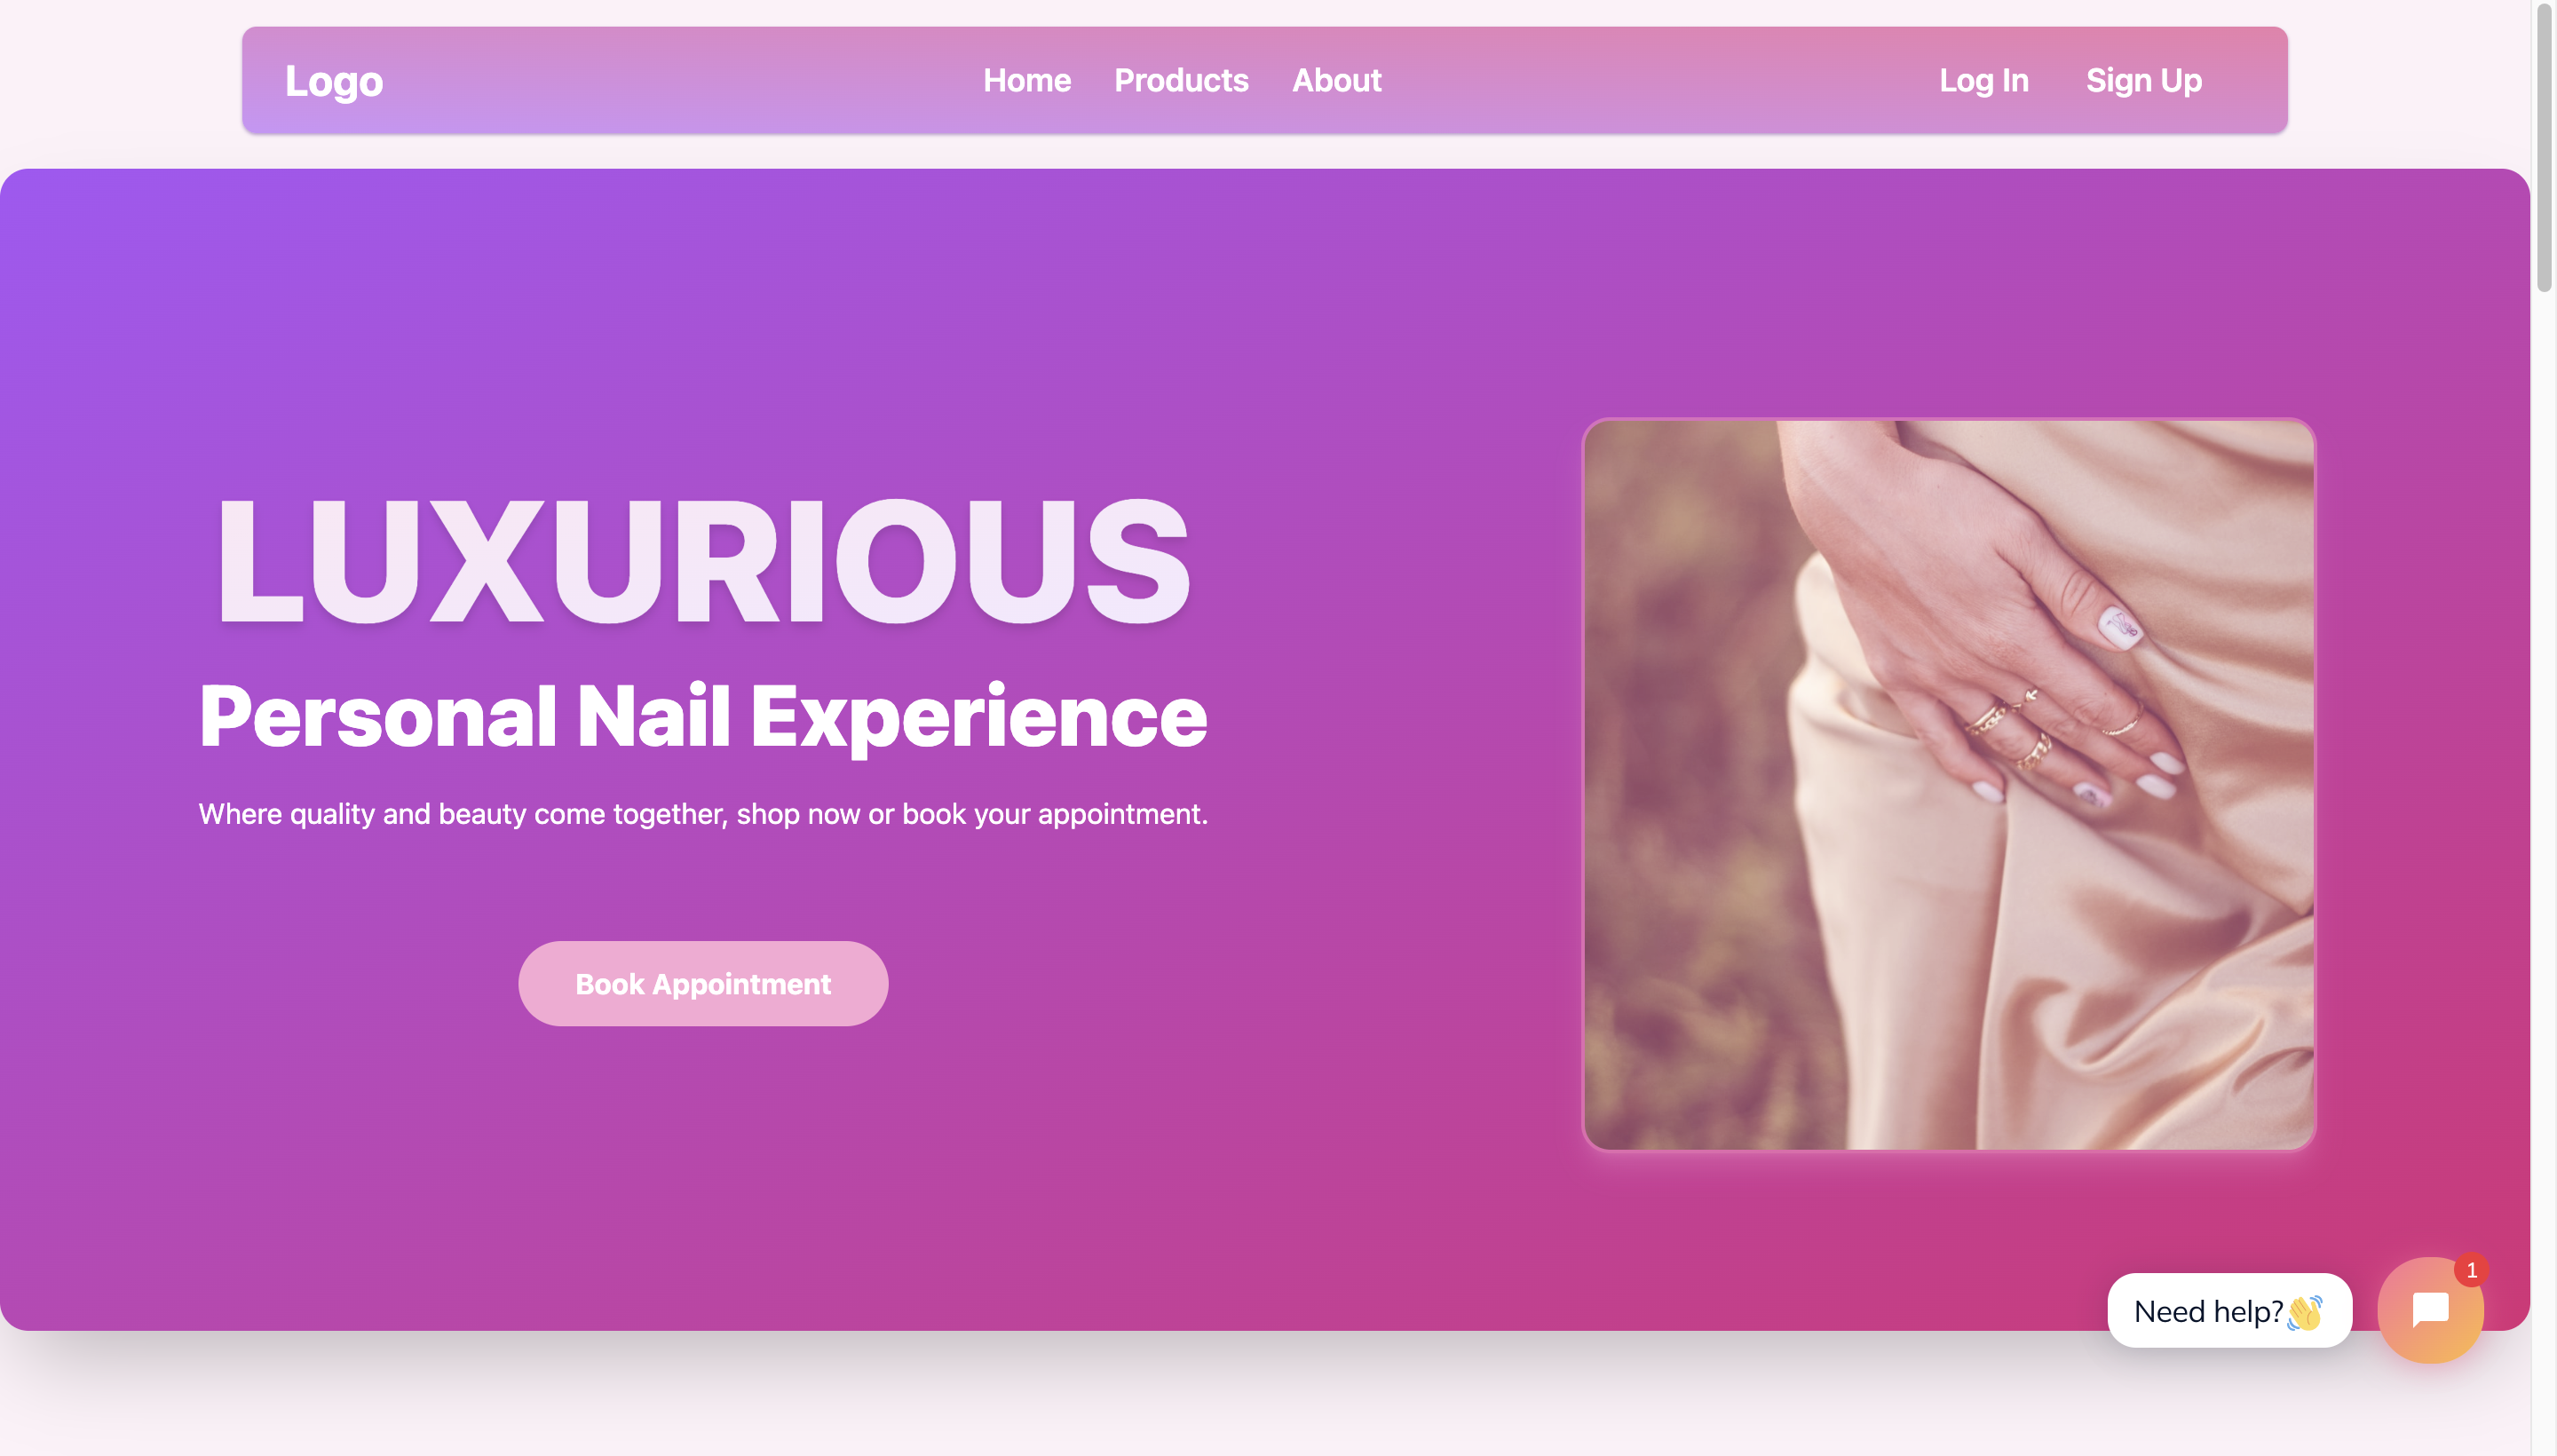 Logo
Home Products About
Log In Sign Up
LUXURIOUS
Personal Nail Experience
Where quality and beauty come together, shop now or book your appointment.
Book Appointment
Need help?👋
1